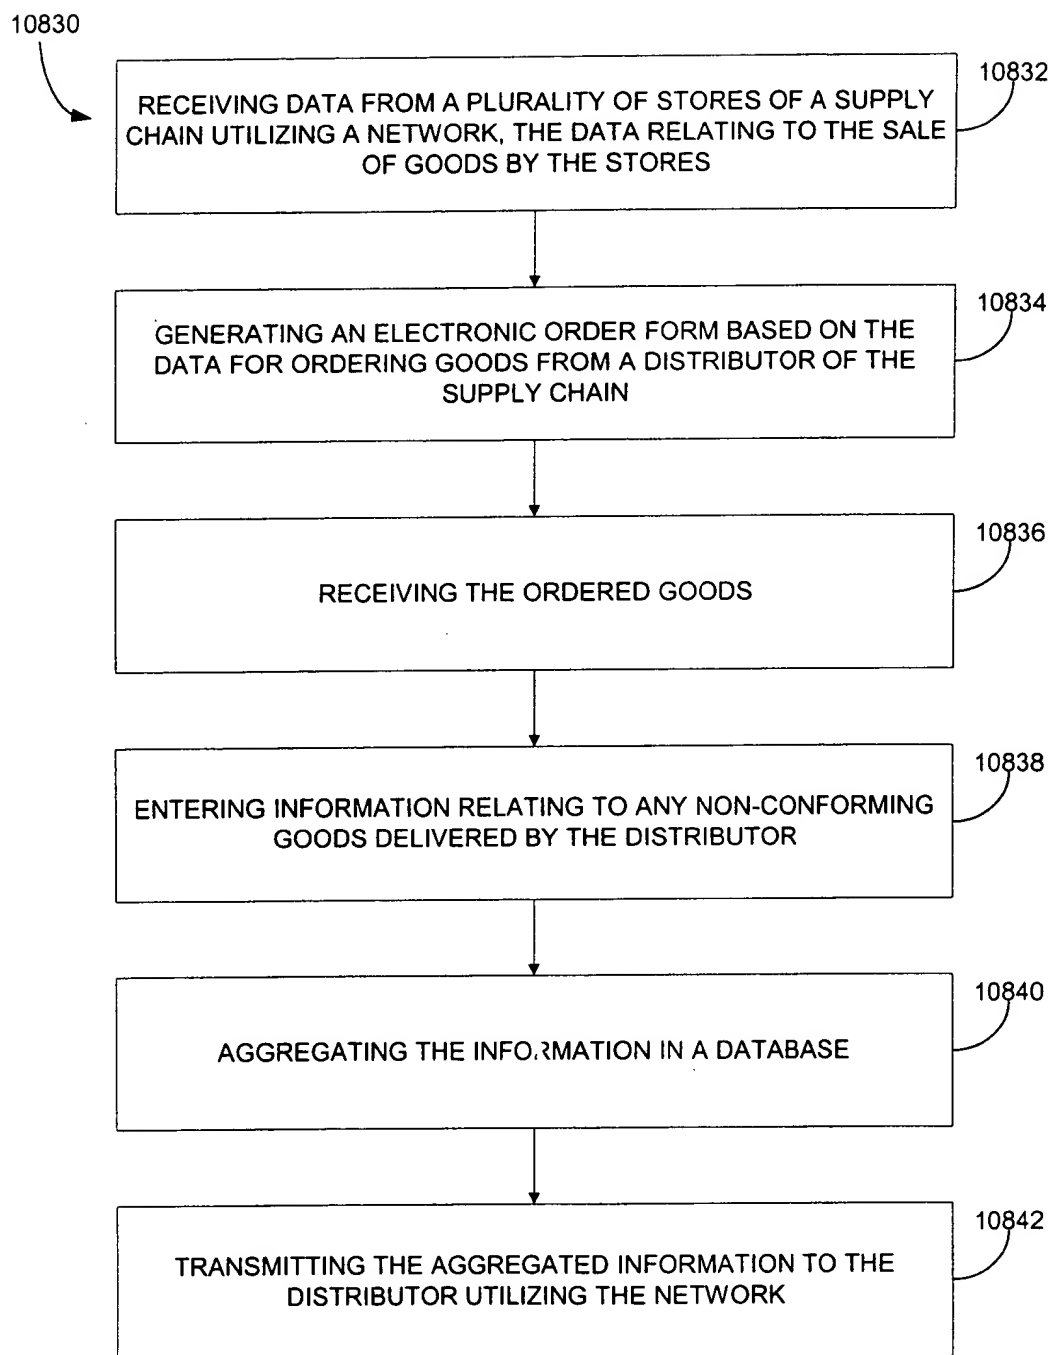 10830
10832
RECEIVING DATA FROM A PLURALITY OF STORES OF A SUPPLY
CHAIN UTILIZING A NETWORK, THE DATA RELATING TO THE SALE
OF GOODS BY THE STORES
10834
GENERATING AN ELECTRONIC ORDER FORM BASED ON THE
DATA FOR ORDERING GOODS FROM A DISTRIBUTOR OF THE
SUPPLY CHAIN
10836
RECEIVING THE ORDERED GOODS
10838
ENTERING INFORMATION RELATING TO ANY NON-CONFORMING
GOODS DELIVERED BY THE DISTRIBUTOR
10840
AGGREGATING THE INFORMATION IN A DATABASE
10842
TRANSMITTING THE AGGREGATED INFORMATION TO THE
DISTRIBUTOR UTILIZING THE NETWORK